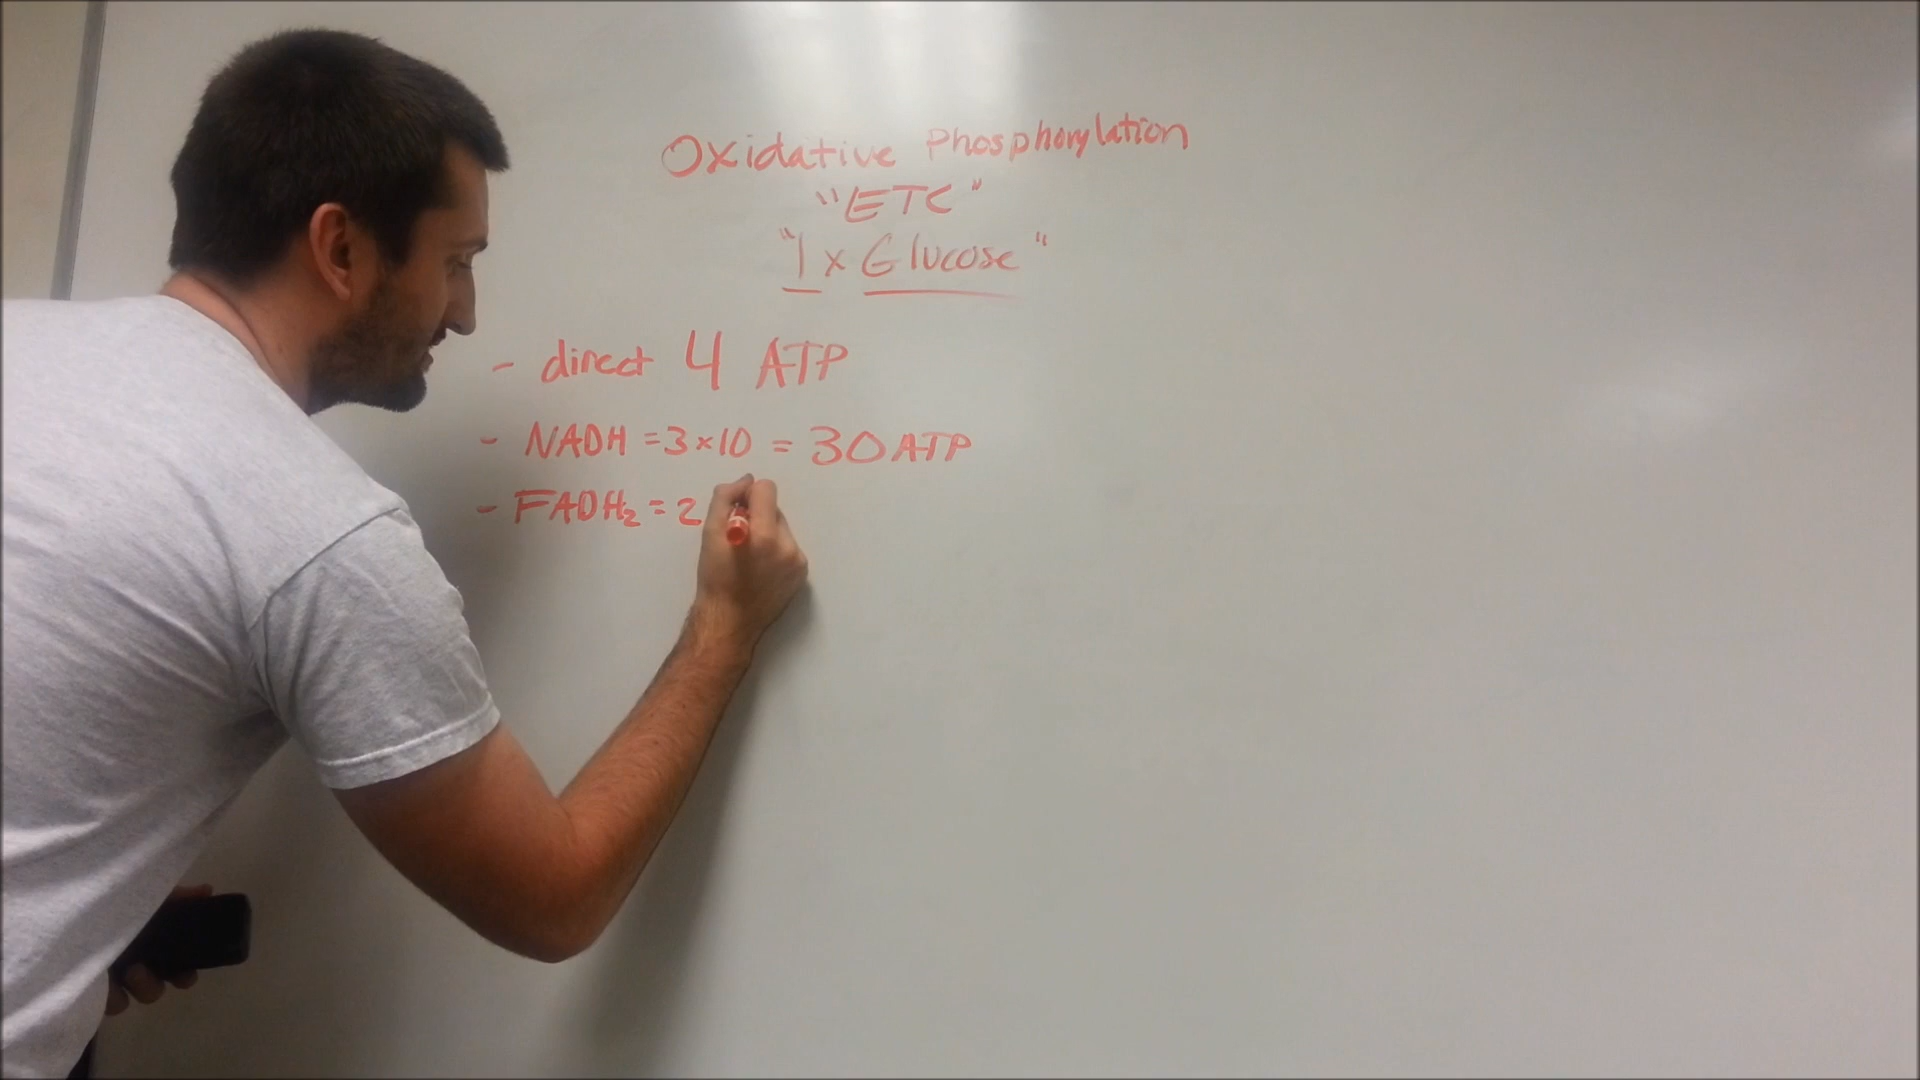 Oxidative Phosphorylation
"ETC"
"1 x Glucose"
- direct 4 ATP
- NADH = 3 x 10 = 30 ATP
- FADH₂ = 2